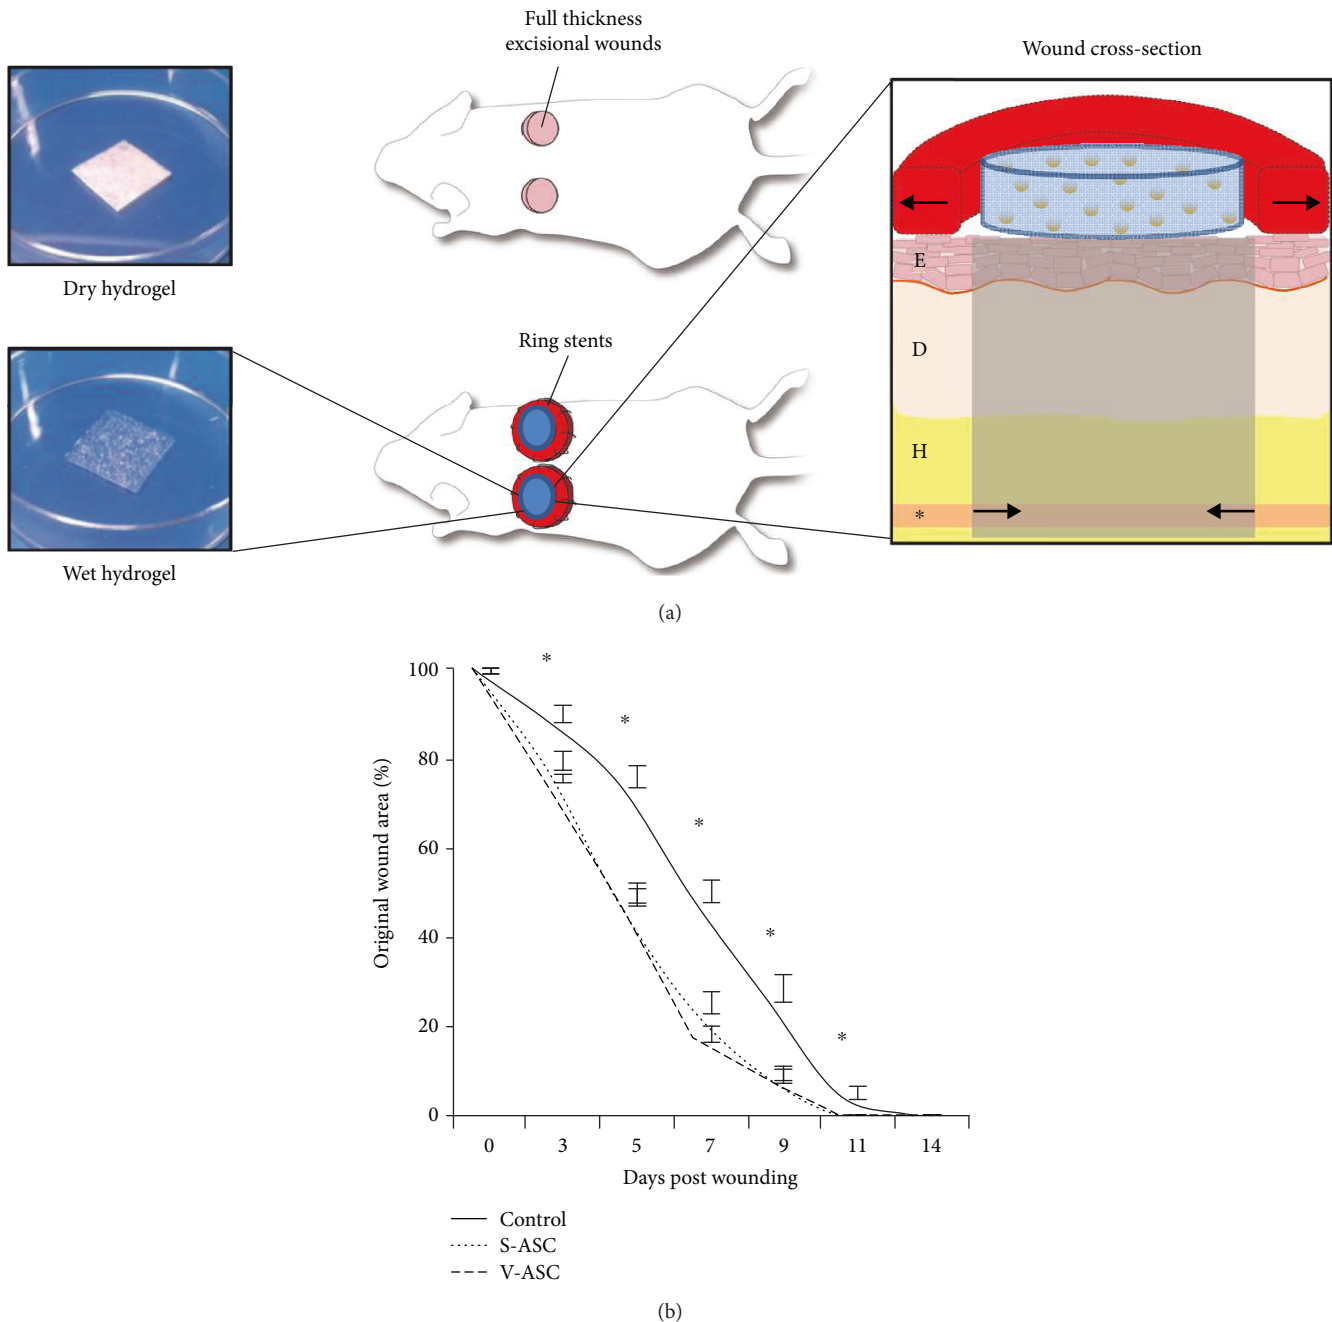 Full thickness
excisional wounds
Wound cross-section
Dry hydrogel
Ring stents
Wet hydrogel
E
D
H
*
(a)
Original wound area (%)
100
80
60
40
20
0
*
*
*
*
*
0 3 5 7 9 11 14
Days post wounding
Control
S-ASC
V-ASC
(b)